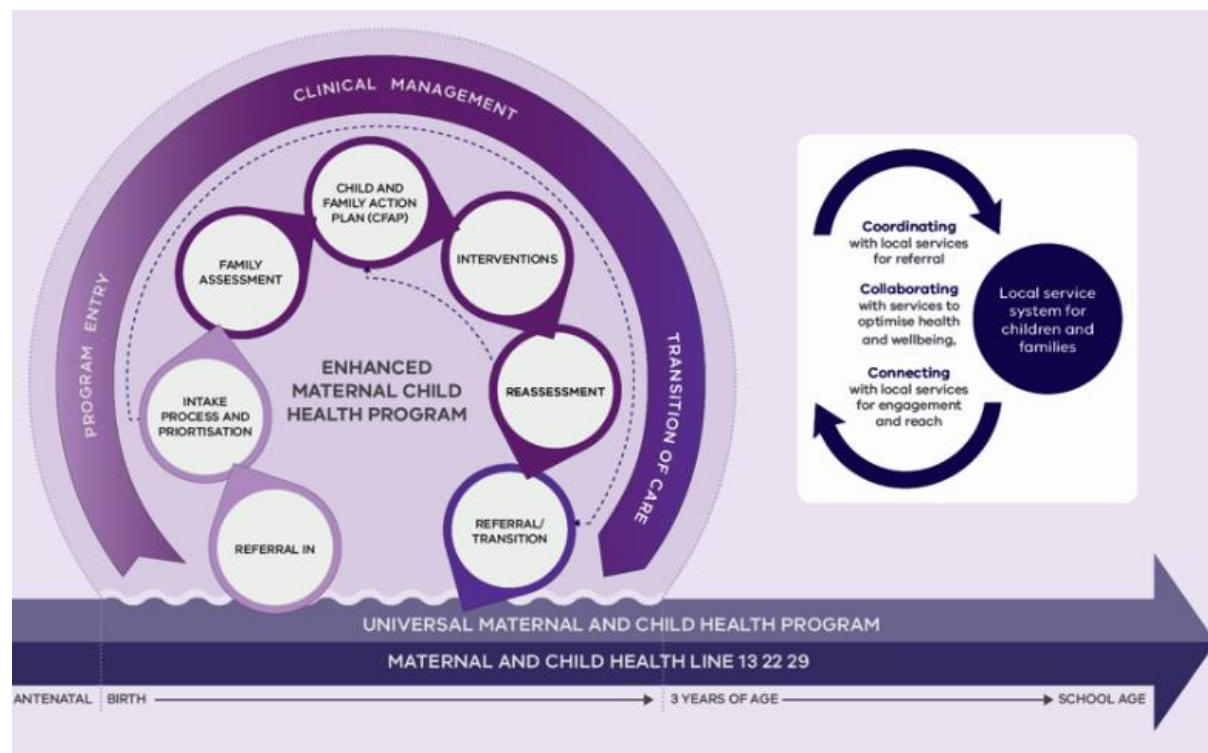 CLINICAL MANAGEMENT
PROGRAM ENTRY
TRANSITION OF CARE
CHILD AND
FAMILY ACTION
PLAN (CFAP)
FAMILY
ASSESSMENT
INTERVENTIONS
INTAKE
PROCESS AND
PRIORTISATION
ENHANCED
MATERNAL CHILD
HEALTH PROGRAM
REASSESSMENT
REFERRAL IN
REFERRAL/
TRANSITION
Coordinating
with local services
for referral
Collaborating
with services to
optimise health
and wellbeing,
Connecting
with local services
for engagement
and reach
Local service
system for
children and
families
UNIVERSAL MATERNAL AND CHILD HEALTH PROGRAM
MATERNAL AND CHILD HEALTH LINE 13 22 29
ANTENATAL BIRTH 3 YEARS OF AGE SCHOOL AGE